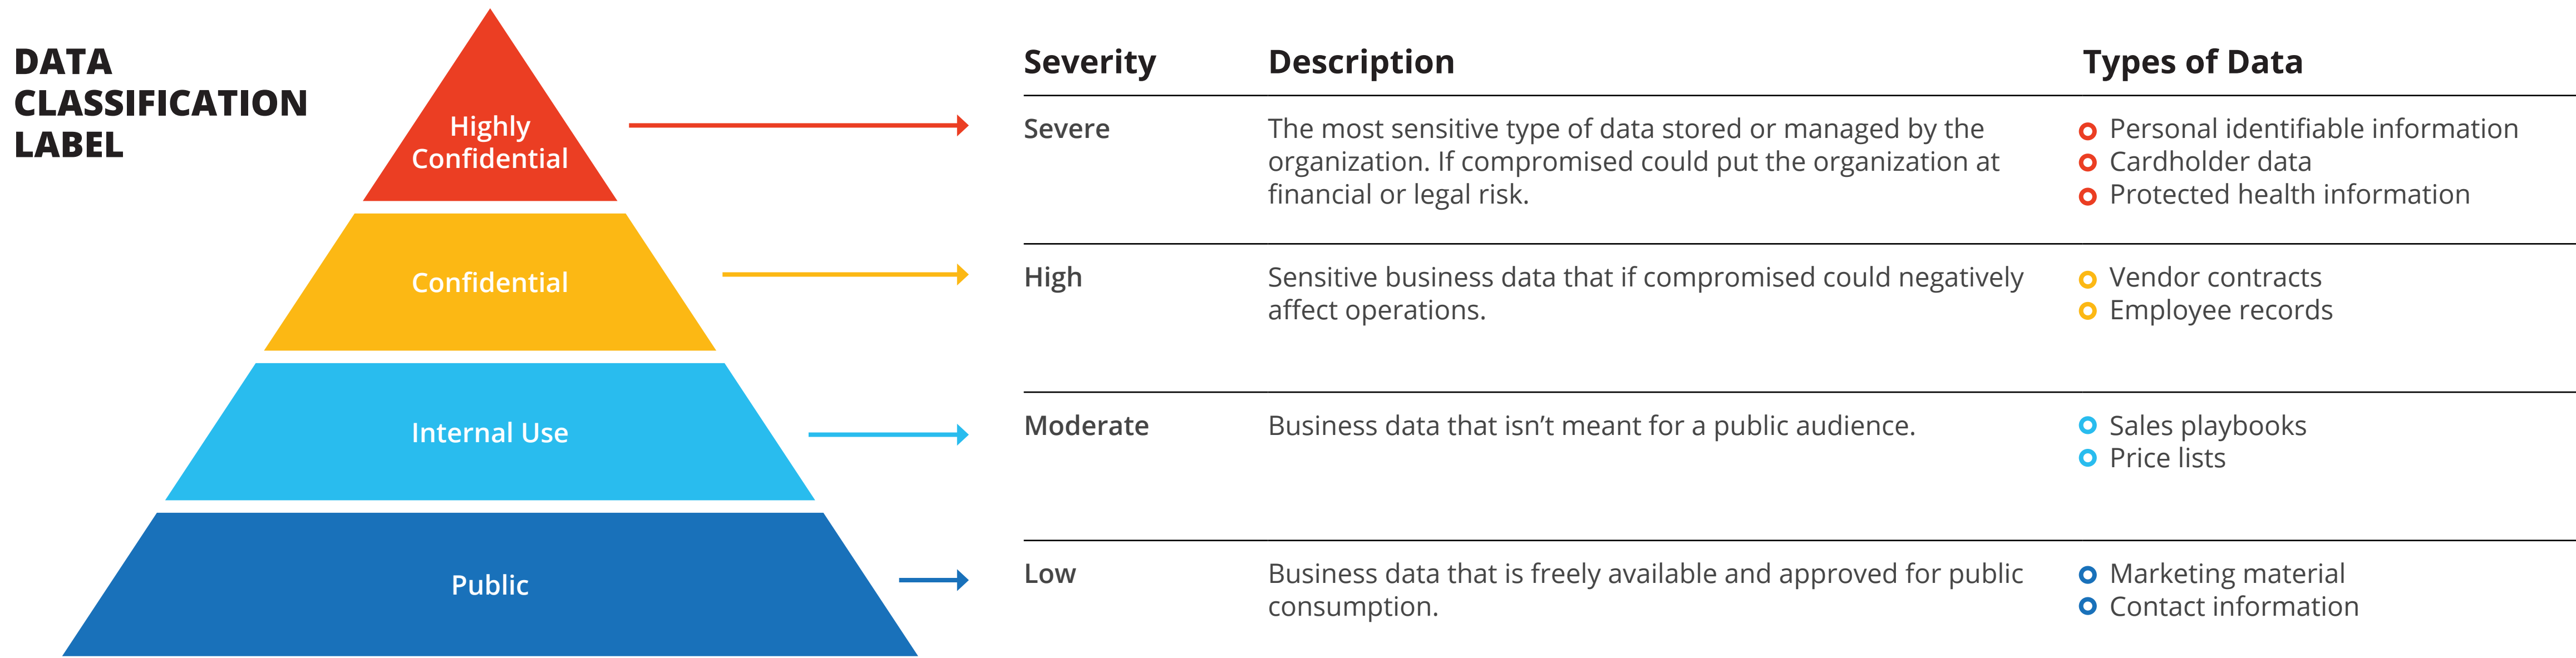 DATA
CLASSIFICATION
LABEL
Highly
Confidential
Confidential
Internal Use
Public
Severity
Description
Types of Data
Severe
The most sensitive type of data stored or managed by the
organization. If compromised could put the organization at
financial or legal risk.
Personal identifiable information
Cardholder data
Protected health information
High
Sensitive business data that if compromised could negatively
affect operations.
Vendor contracts
Employee records
Moderate
Business data that isn’t meant for a public audience.
Sales playbooks
Price lists
Low
Business data that is freely available and approved for public
consumption.
Marketing material
Contact information